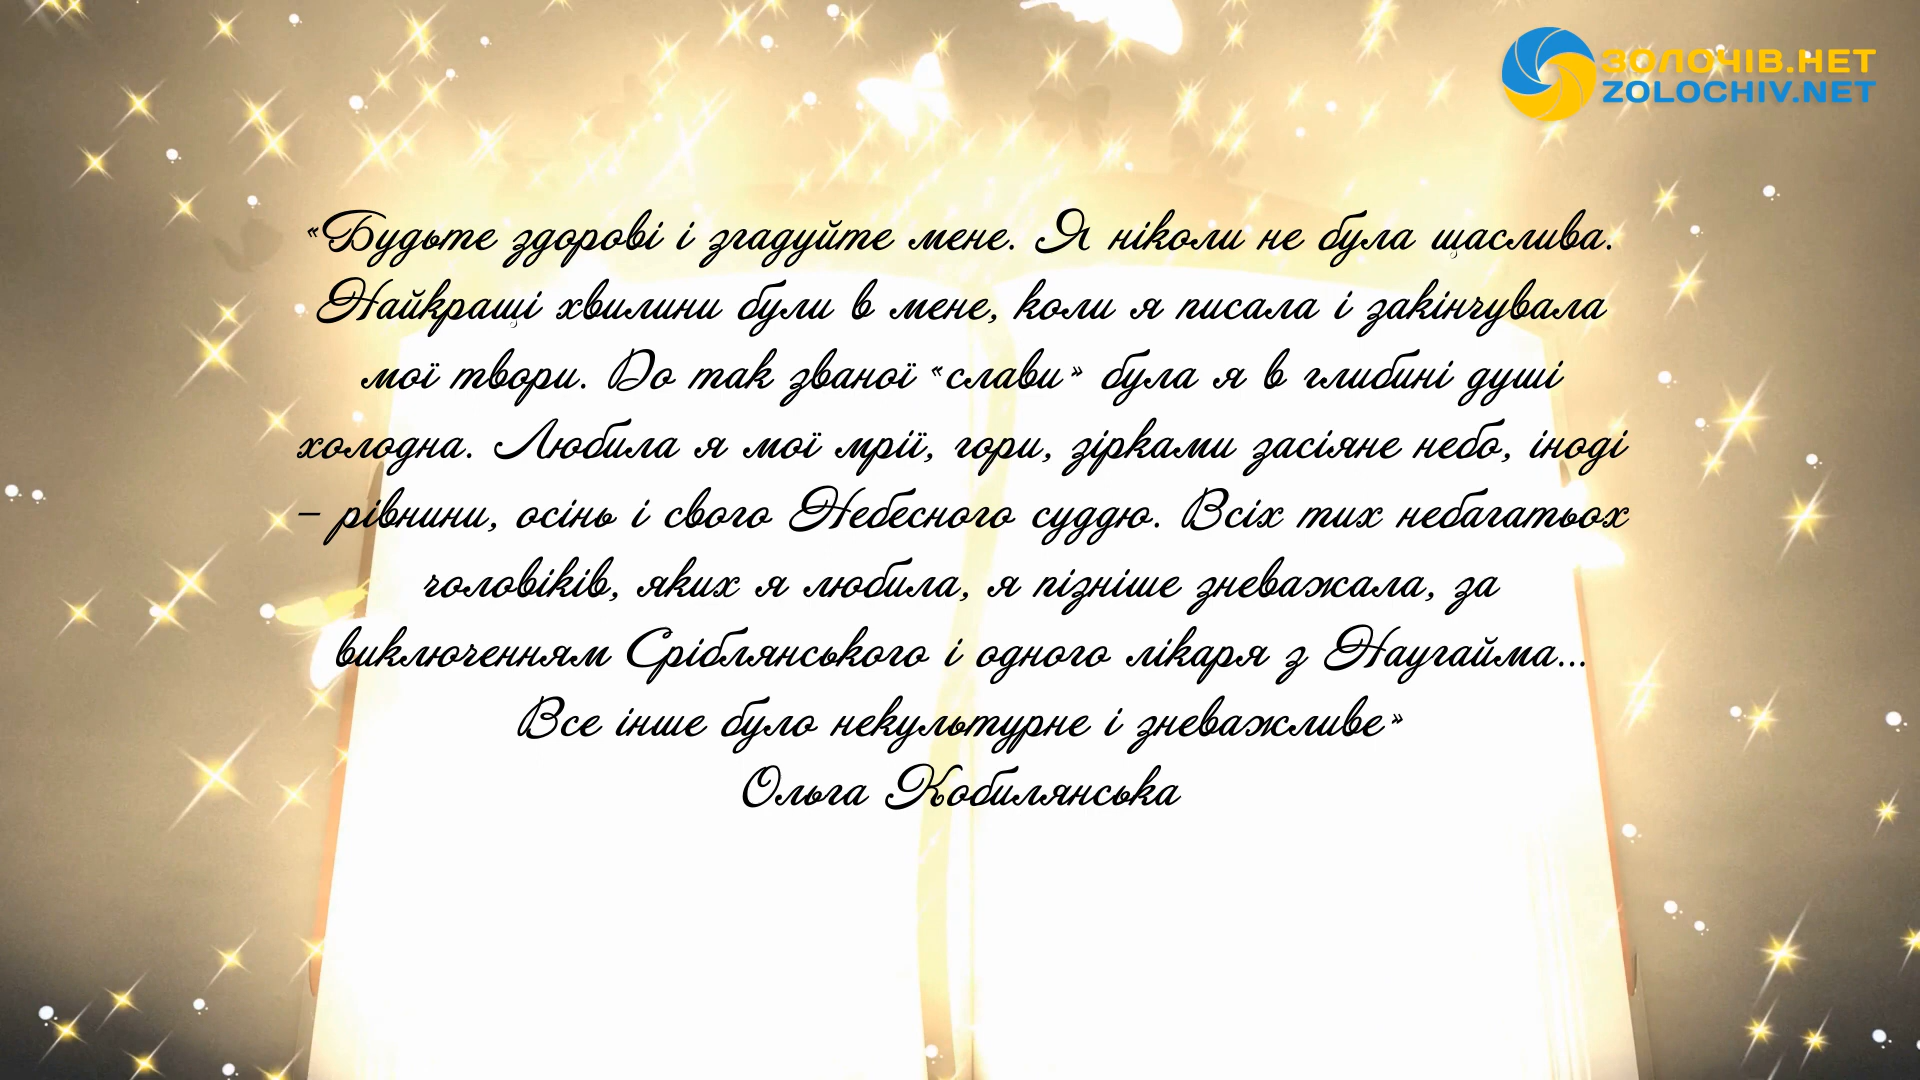 ЗОЛОЧІВ.НЕТ
ZOLOCHIV.NET
«Будьте здорові і згадуйте мене. Я ніколи не була щаслива.
Найкращі хвилини були в мене, коли я писала і закінчувала
мої твори. До так званої «слави» була я в глибині душі
холодна. Любила я мої мрії, гори, зірками засіяне небо, іноді
– рівнини, осінь і свого Небесного суддю. Всіх тих небагатьох
чоловіків, яких я любила, я пізніше зневажала, за
виключенням Сріблянського і одного лікаря з Наугайма...
Все інше було некультурне і зневажливе»
Ольга Кобилянська